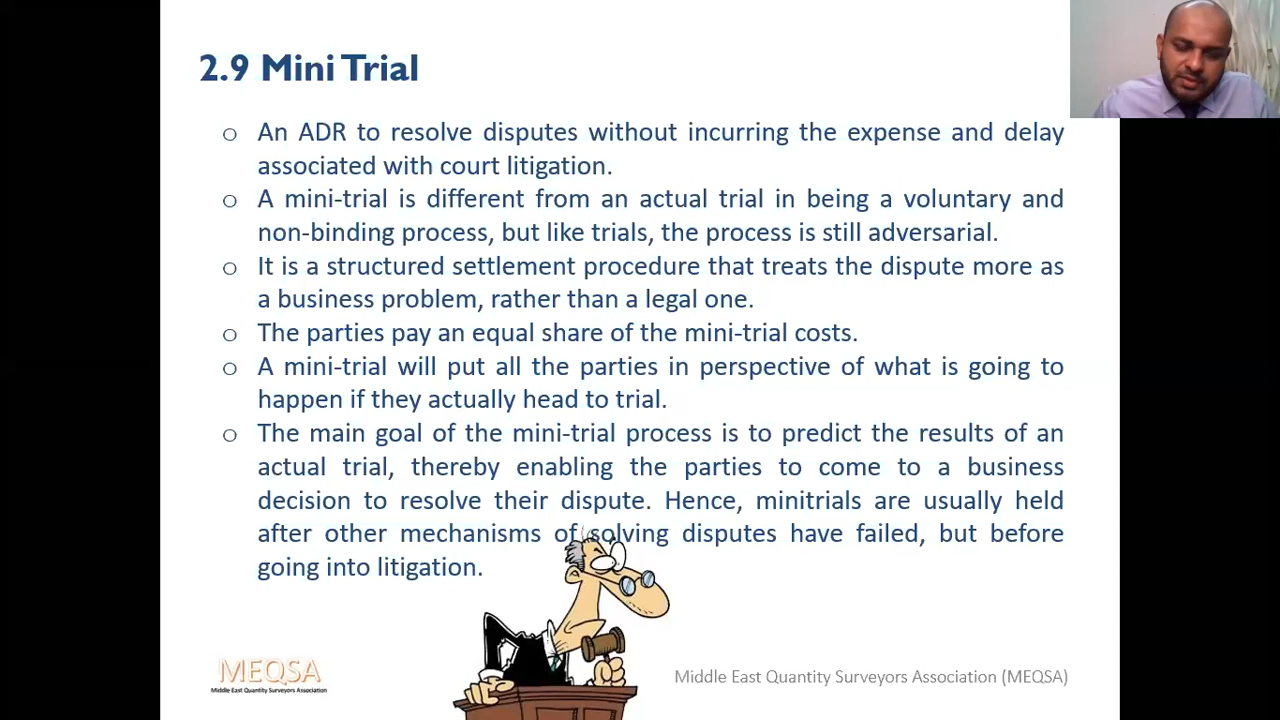 2.9 Mini Trial
o An ADR to resolve disputes without incurring the expense and delay
associated with court litigation.
o A mini-trial is different from an actual trial in being a voluntary and
non-binding process, but like trials, the process is still adversarial.
o It is a structured settlement procedure that treats the dispute more as
a business problem, rather than a legal one.
o The parties pay an equal share of the mini-trial costs.
o A mini-trial will put all the parties in perspective of what is going to
happen if they actually head to trial.
o The main goal of the mini-trial process is to predict the results of an
actual trial, thereby enabling the parties to come to a business
decision to resolve their dispute. Hence, minitrials are usually held
after other mechanisms of solving disputes have failed, but before
going into litigation.
MEQSA
Middle East Quantity Surveyors Association
Middle East Quantity Surveyors Association (MEQSA)